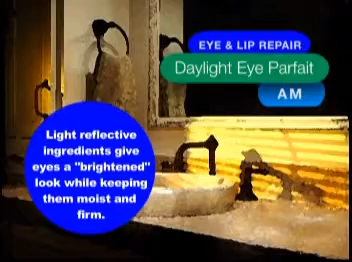 EYE & LIP REPAIR
Daylight Eye Parfait
AM
Light reflective
ingredients give
eyes a "brightened"
look while keeping
them moist and
firm.